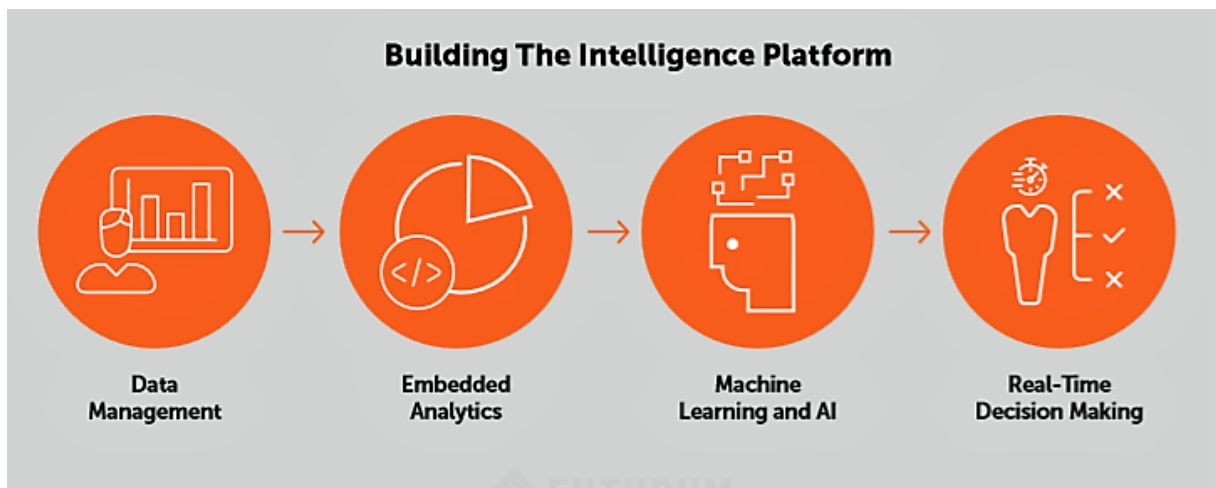 Building The Intelligence Platform
</>
Data
Management
Embedded
Analytics
Machine
Learning and AI
Real-Time
Decision Making